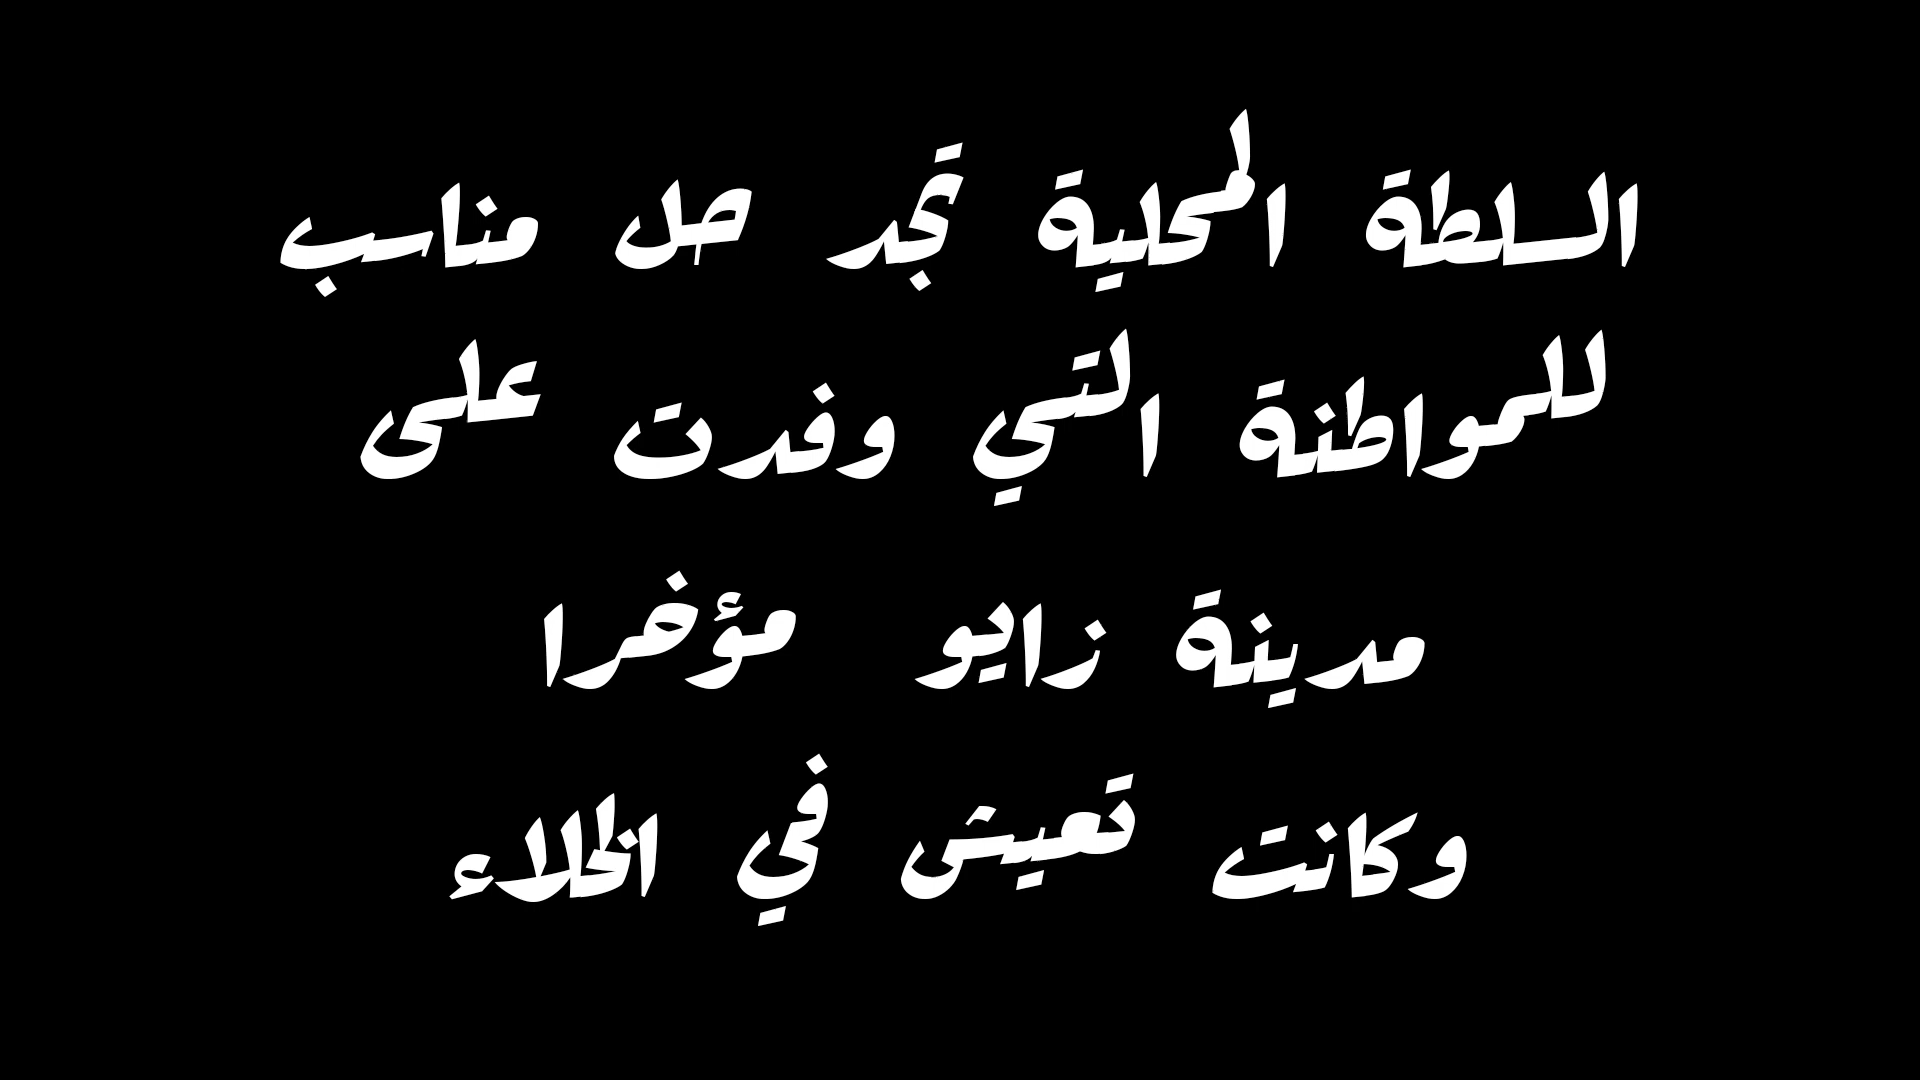 السلطة المحلية تجد حل مناسب
للمواطنة التي وفدت على
مدينة زايو مؤخرا
وكانت تعيش في الخلاء